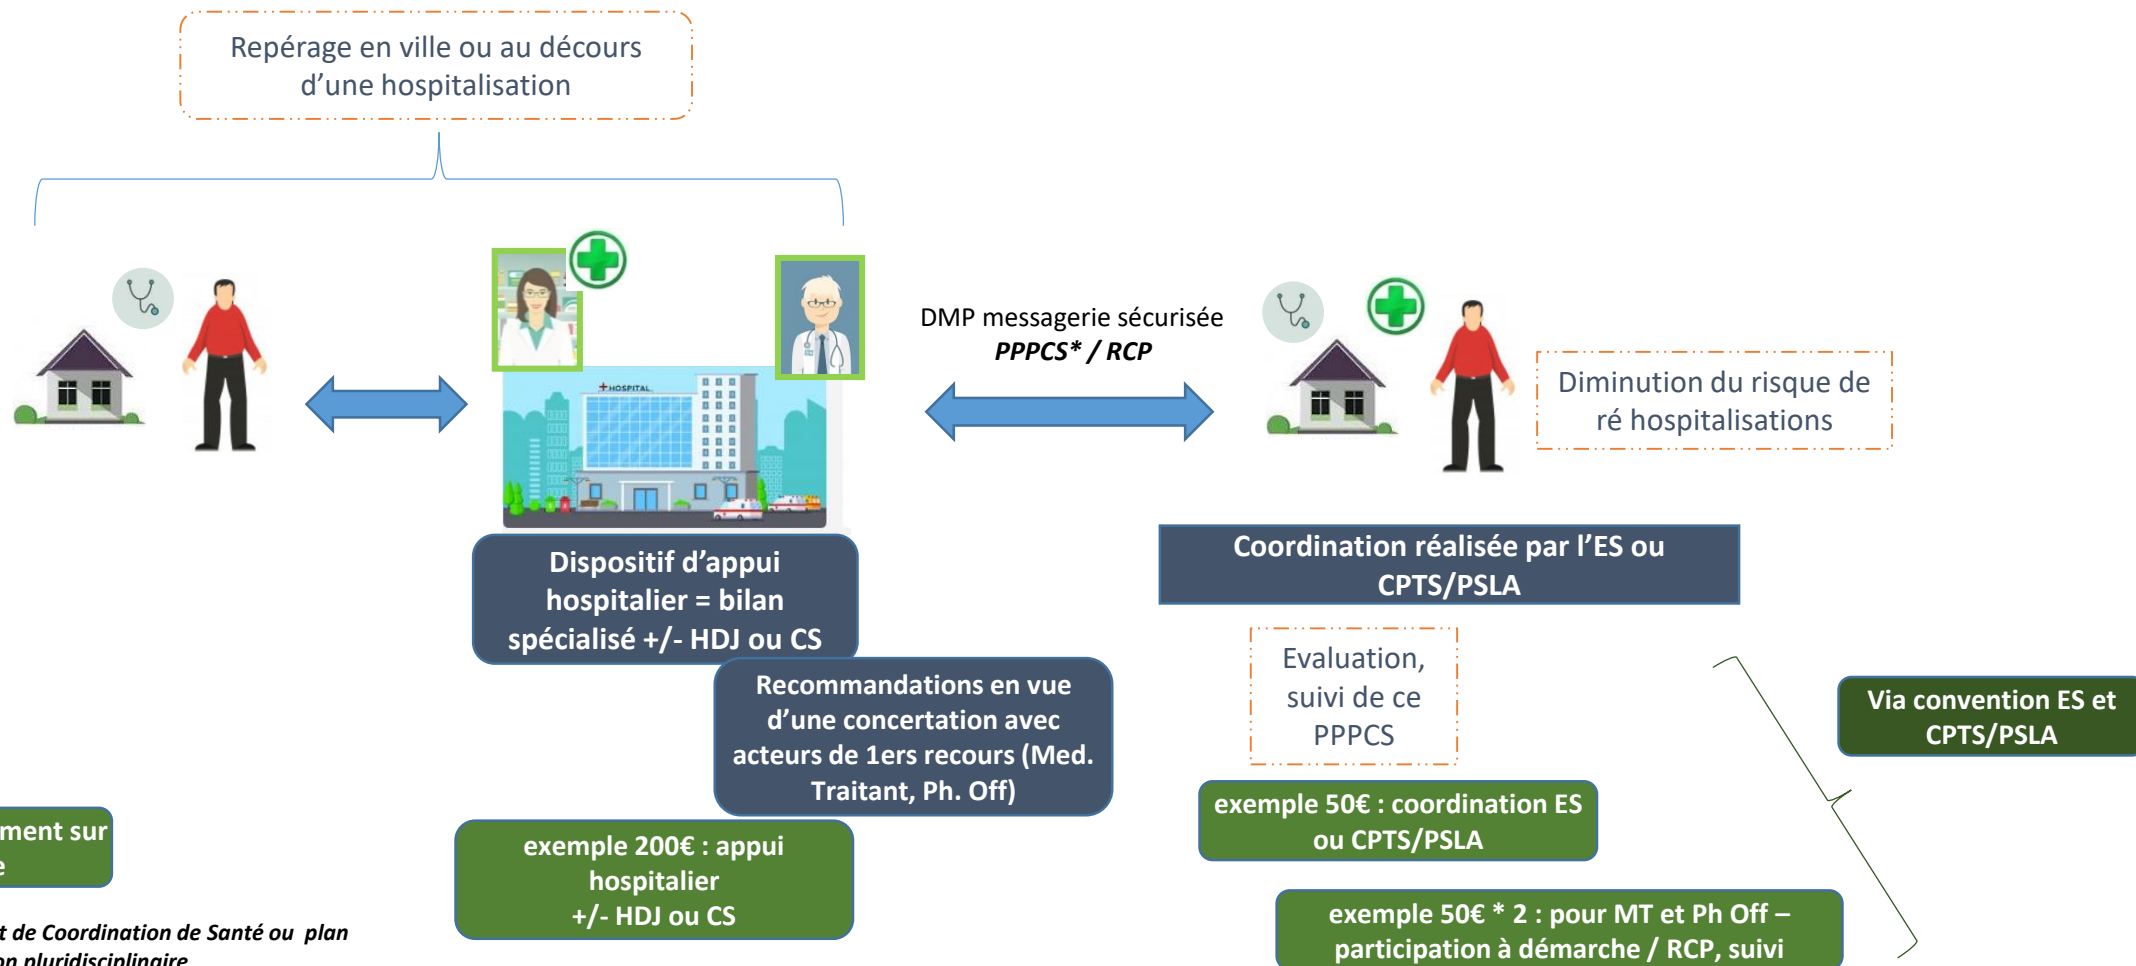 Repérage en ville ou au décours
d’une hospitalisation
HOSPITAL
DMP messagerie sécurisée
PPPCS* / RCP
Diminution du risque de
ré hospitalisations
Dispositif d’appui
hospitalier = bilan
spécialisé +/- HDJ ou CS
Recommandations en vue
d’une concertation avec
acteurs de 1ers recours (Med.
Traitant, Ph. Off)
exemple 200€ : appui
hospitalier
+/- HDJ ou CS
Coordination réalisée par l’ES ou
CPTS/PSLA
Evaluation,
suivi de ce
PPPCS
exemple 50€ : coordination ES
ou CPTS/PSLA
exemple 50€ * 2 : pour MT et Ph Off –
participation à démarche / RCP, suivi
Via convention ES et
CPTS/PSLA
ment sur
e
t de Coordination de Santé ou plan
on pluridisciplinaire